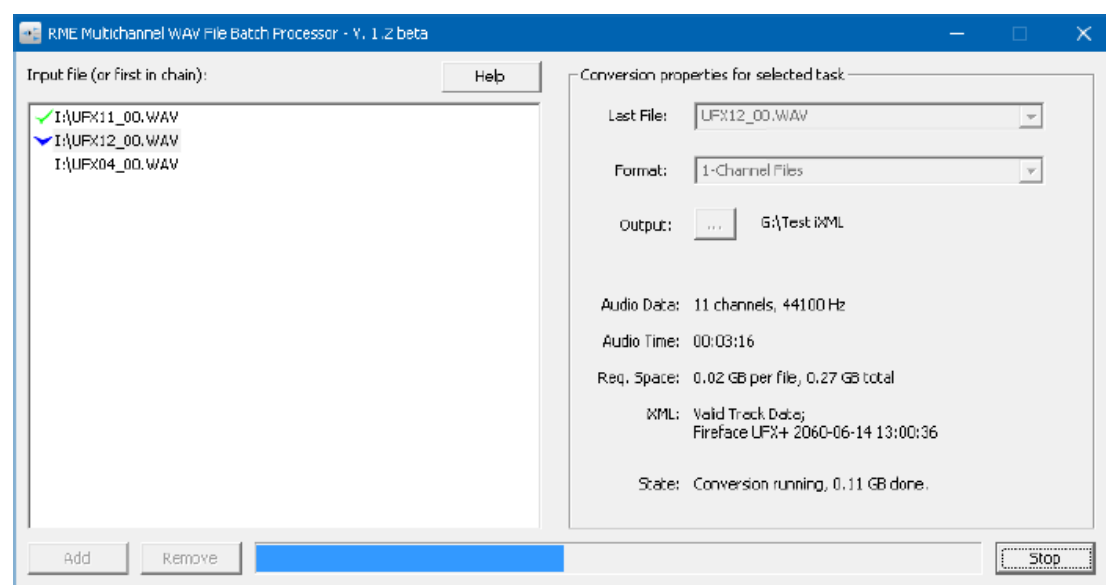 RME Multichannel WAV File Batch Processor - V. 1.2 beta
Input file (or first in chain):
Help
I:\UFX11_00.WAV
I:\UFX12_00.WAV
I:\UFX04_00.WAV
Conversion properties for selected task
Last File: UFX12_00.WAV
Format: 1-Channel Files
Output: ... G:\Test iXML
Audio Data: 11 channels, 44100 Hz
Audio Time: 00:03:16
Req. Space: 0.02 GB per file, 0.27 GB total
iXML: Valid Track Data;
Fireface UFX+ 2060-06-14 13:00:36
State: Conversion running, 0.11 GB done.
Add Remove Stop